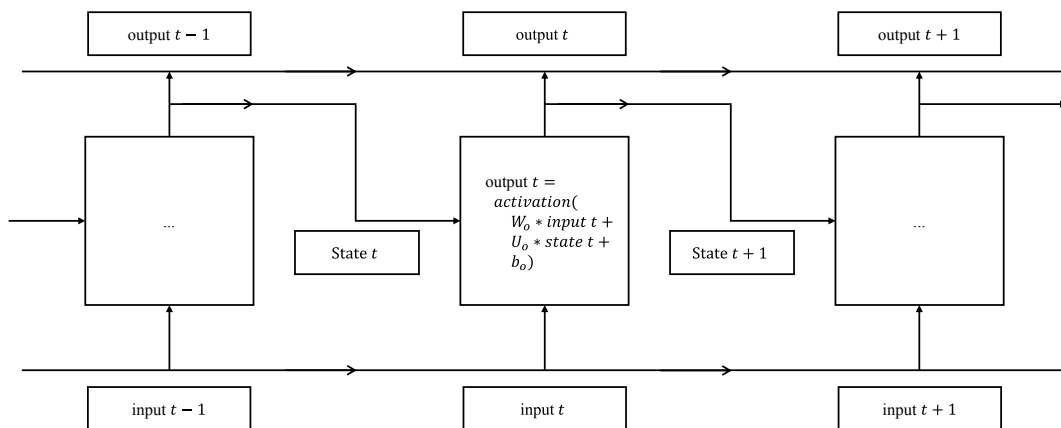 output t − 1
output t
output t + 1
...
output t =
activation(
W_o * input t +
U_o * state t +
b_o)
...
State t
State t + 1
input t − 1
input t
input t + 1